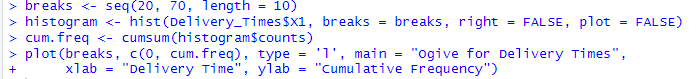 > breaks <- seq(20, 70, length = 10)
> histogram <- hist(Delivery_Times$X1, breaks = breaks, right = FALSE, plot = FALSE)
> cum.freq <- cumsum(histogram$counts)
> plot(breaks, c(0, cum.freq), type = 'l', main = "Ogive for Delivery Times",
+      xlab = "Delivery Time", ylab = "Cumulative Frequency")